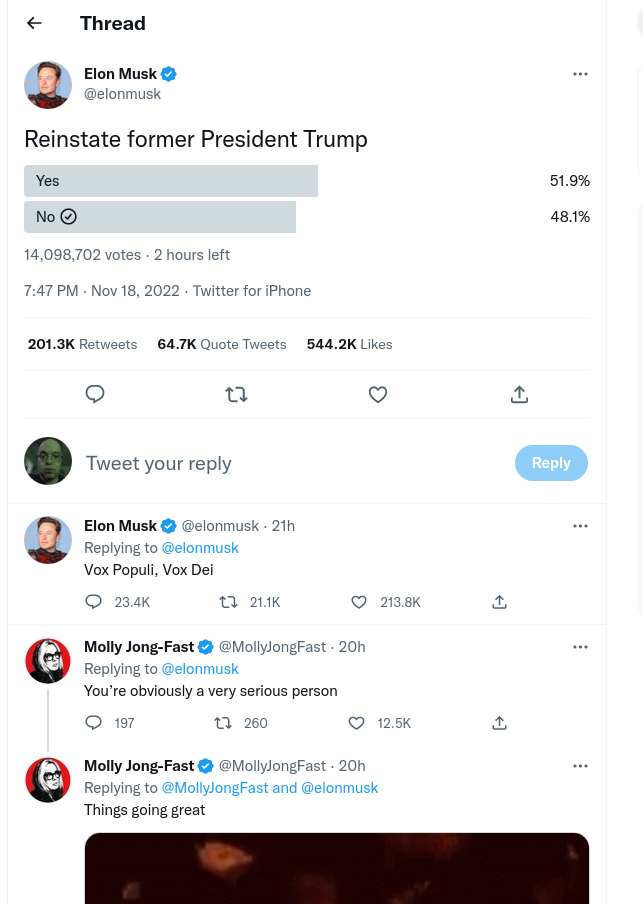 Thread
Elon Musk
@elonmusk
Reinstate former President Trump
Yes 51.9%
No 48.1%
14,098,702 votes · 2 hours left
7:47 PM · Nov 18, 2022 · Twitter for iPhone
201.3K Retweets 64.7K Quote Tweets 544.2K Likes
Tweet your reply Reply
Elon Musk @elonmusk · 21h
Replying to @elonmusk
Vox Populi, Vox Dei
23.4K 21.1K 213.8K
Molly Jong-Fast @MollyJongFast · 20h
Replying to @elonmusk
You’re obviously a very serious person
197 260 12.5K
Molly Jong-Fast @MollyJongFast · 20h
Replying to @MollyJongFast and @elonmusk
Things going great